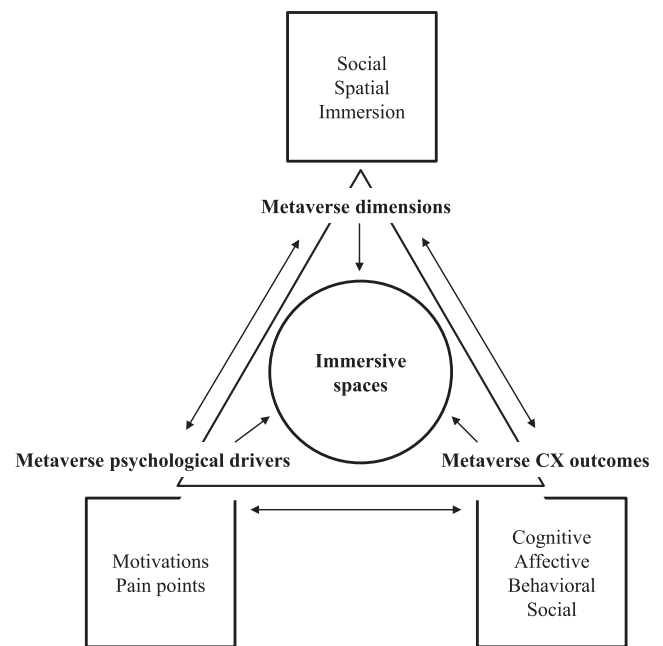 Social
Spatial
Immersion
Metaverse dimensions
Immersive
spaces
Metaverse psychological drivers
Metaverse CX outcomes
Motivations
Pain points
Cognitive
Affective
Behavioral
Social